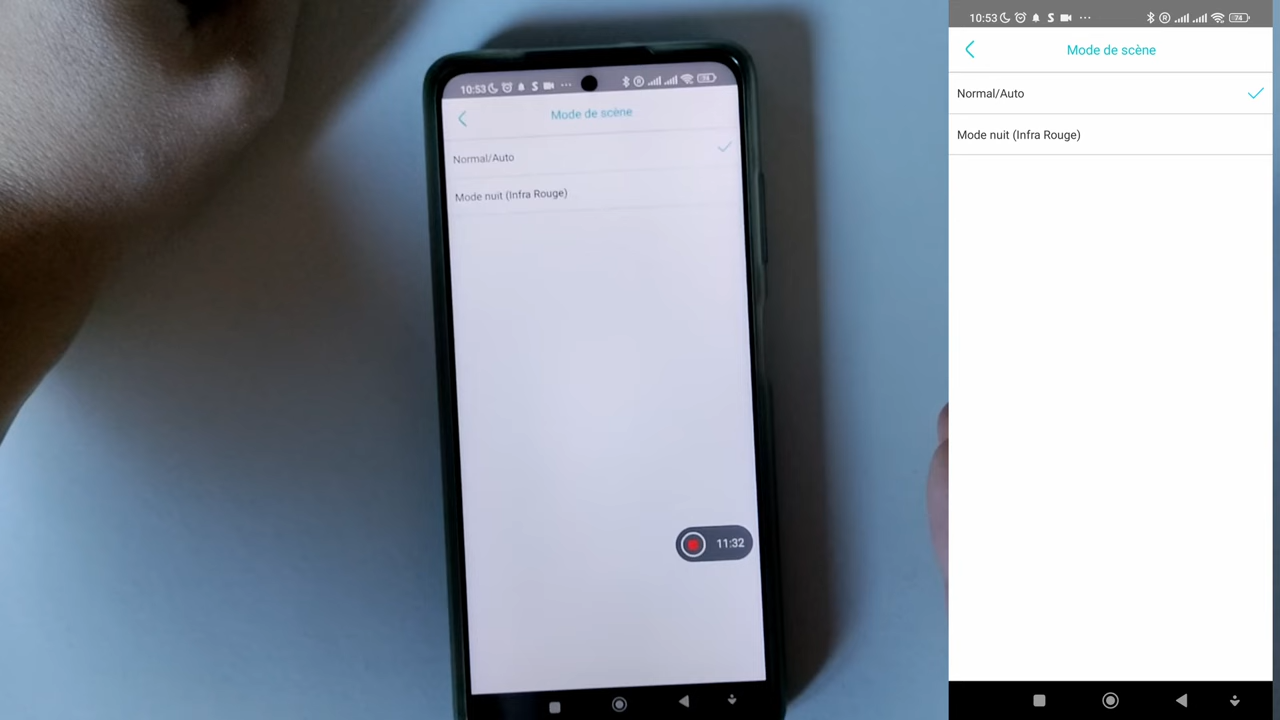 10:53 S ...
Mode de scène
Normal/Auto
Mode nuit (Infra Rouge)
11:32
10:53 S ... 74
Mode de scène
Normal/Auto
Mode nuit (Infra Rouge)